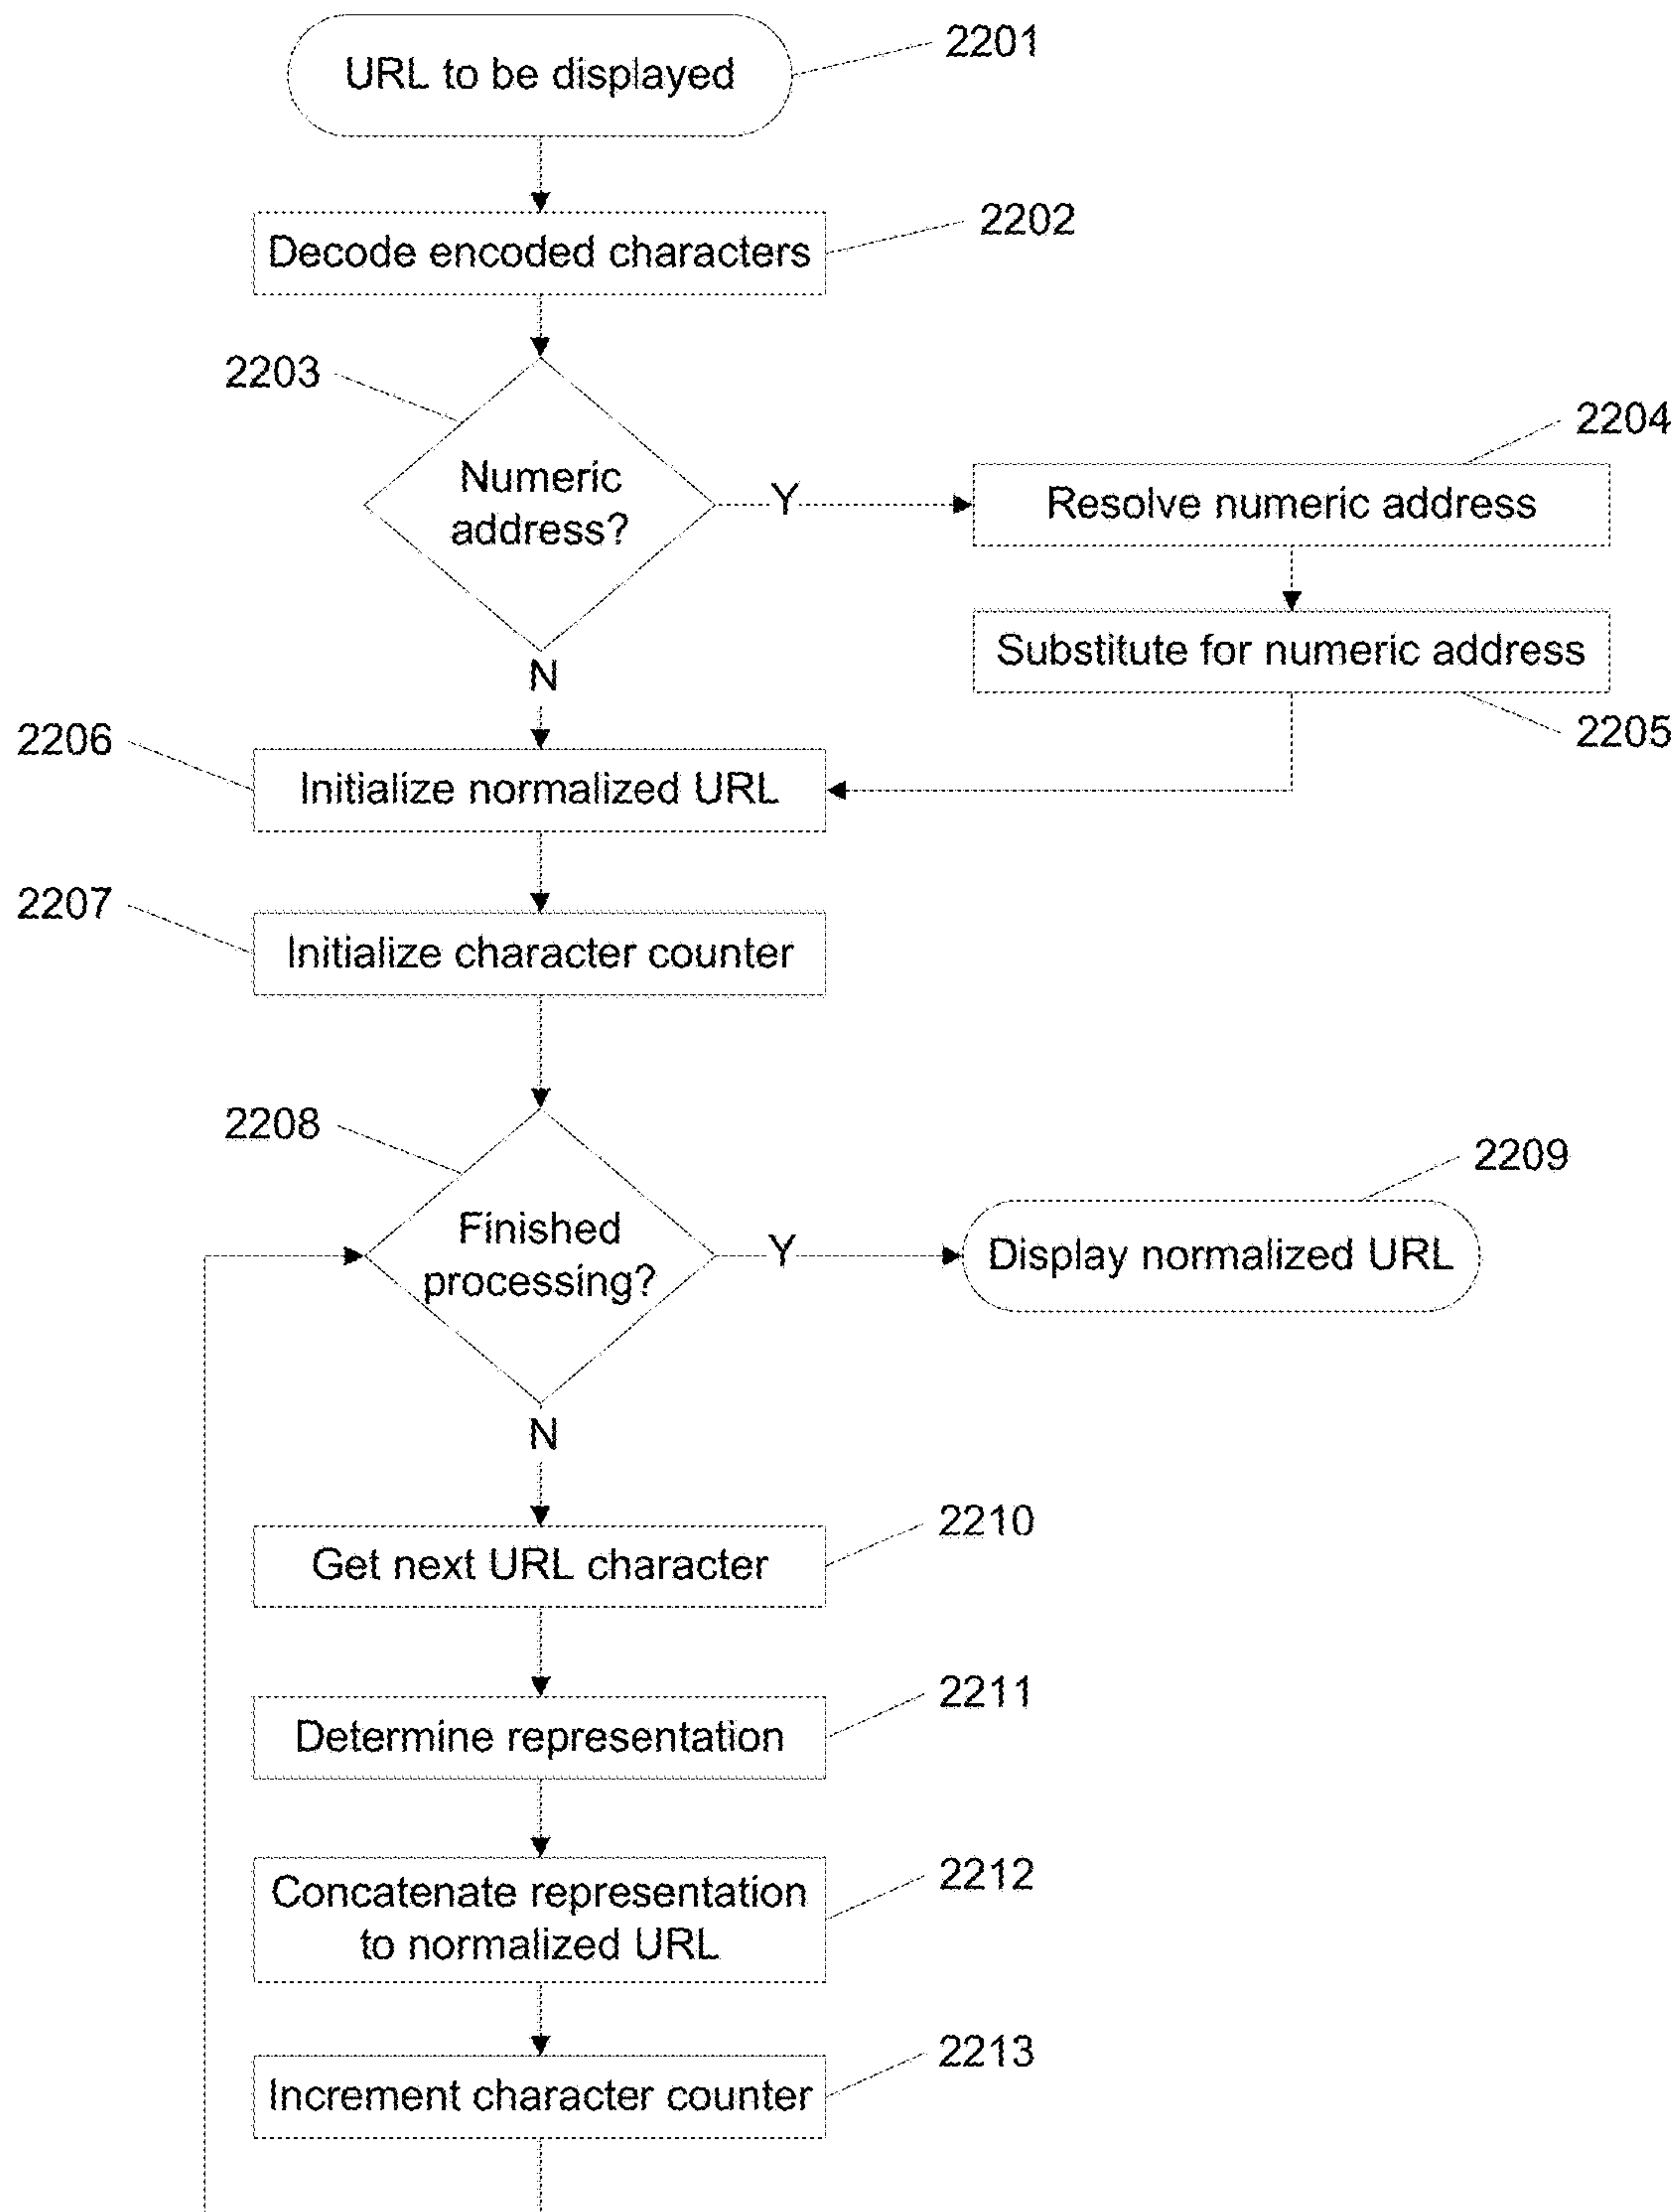 2201
URL to be displayed
2202
Decode encoded characters
2203
Numeric
address?
Y
2204
Resolve numeric address
Substitute for numeric address
2205
N
2206
Initialize normalized URL
2207
Initialize character counter
2208
Finished
processing?
Y
2209
Display normalized URL
N
2210
Get next URL character
2211
Determine representation
2212
Concatenate representation
to normalized URL
2213
Increment character counter